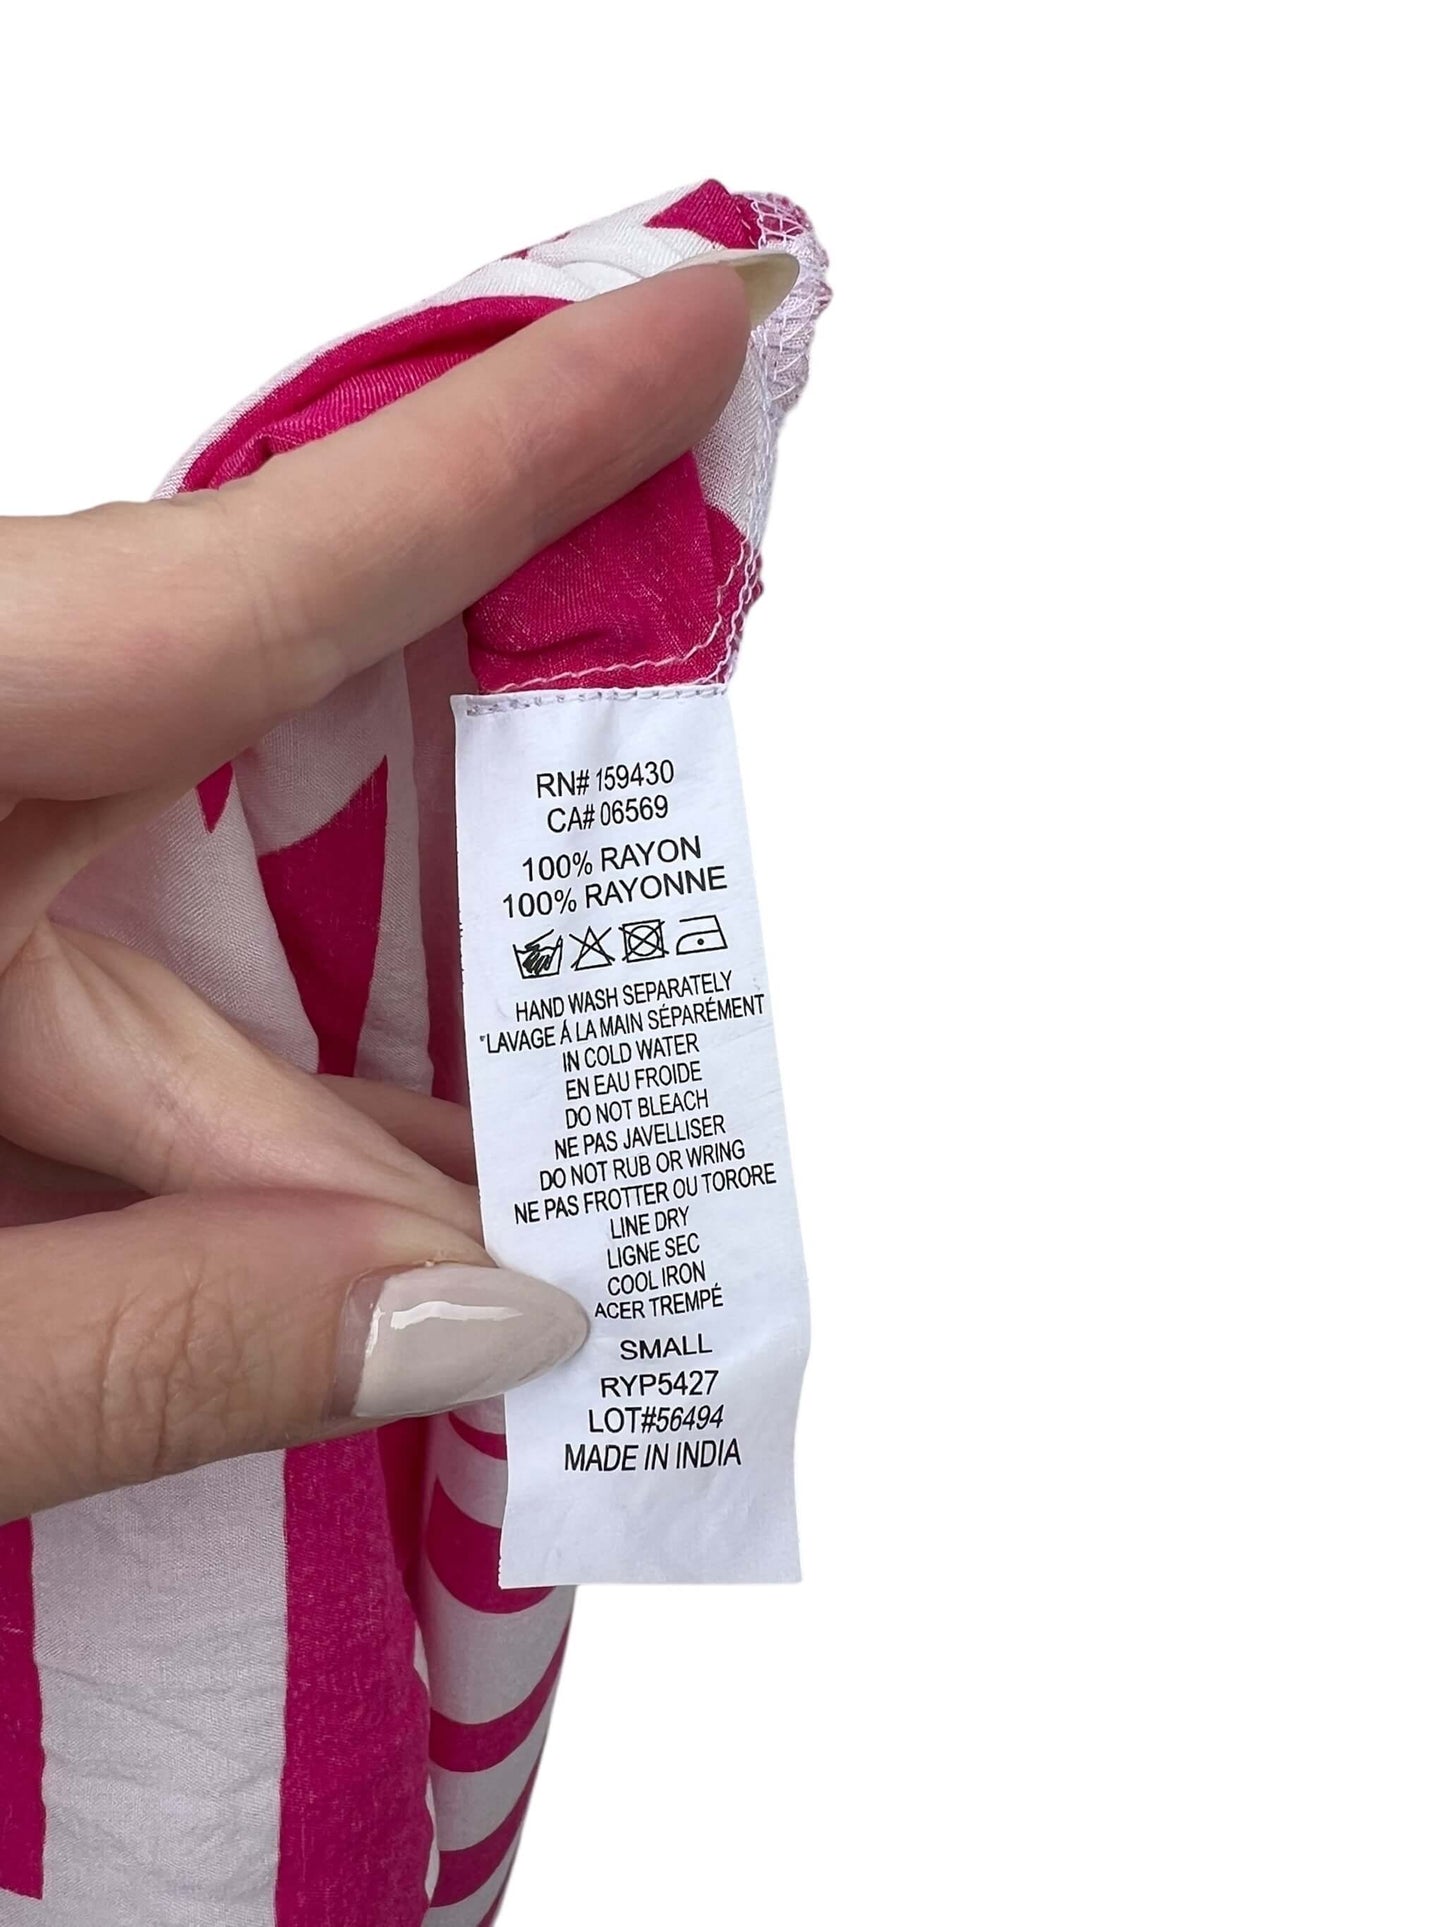 RN# 159430
CA# 06569
100% RAYON
100% RAYONNE
HAND WASH SEPARATELY
*LAVAGE Á LA MAIN SÉPARÉMENT
IN COLD WATER
EN EAU FROIDE
DO NOT BLEACH
NE PAS JAVELLISER
DO NOT RUB OR WRING
NE PAS FROTTER OU TORORE
LINE DRY
LIGNE SEC
COOL IRON
ACER TREMPÉ
SMALL
RYP5427
LOT#56494
MADE IN INDIA